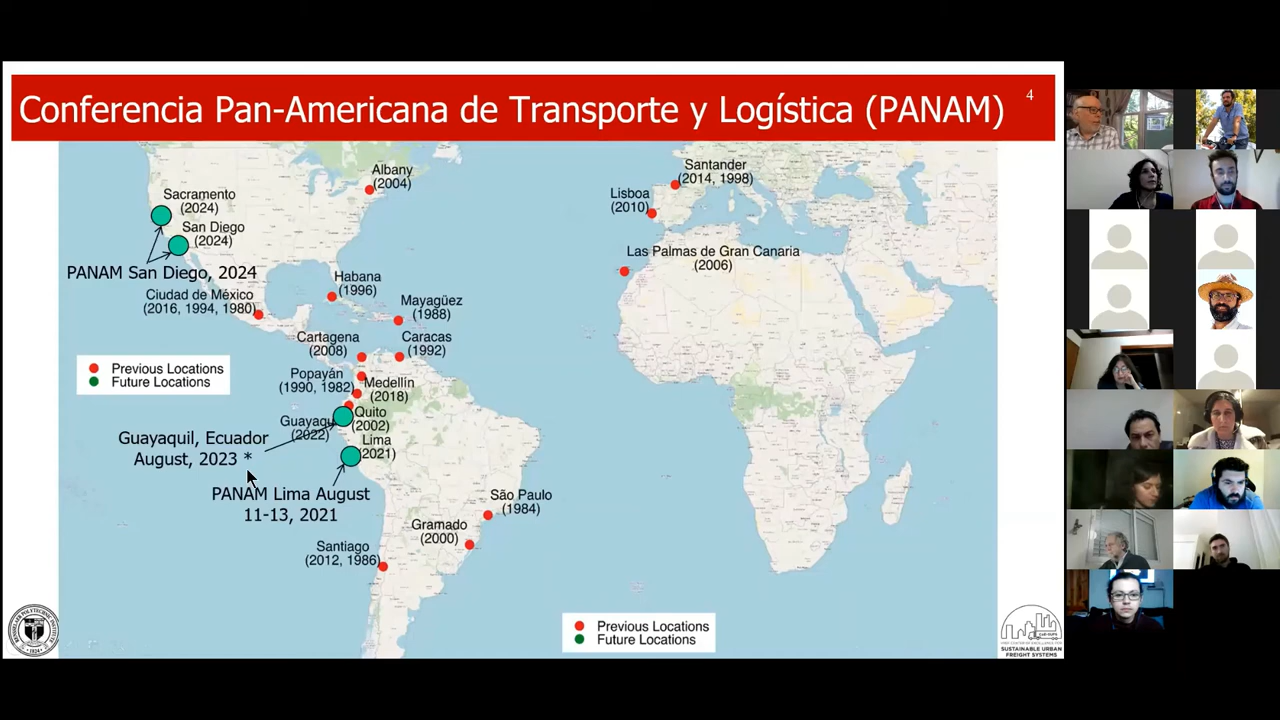 Conferencia Pan-Americana de Transporte y Logística (PANAM)
4
Albany
(2004)
Santander
(2014, 1998)
Sacramento
(2024)
Lisboa
(2010)
San Diego
(2024)
Las Palmas de Gran Canaria
(2006)
PANAM San Diego, 2024
Habana
(1996)
Ciudad de México
(2016, 1994, 1980)
Mayagüez
(1988)
Cartagena
(2008)
Caracas
(1992)
Previous Locations
Future Locations
Popayán
(1990, 1982)
Medellín
(2018)
Guayaqu
(2022)
Quito
(2002)
Guayaquil, Ecuador
August, 2023 *
Lima
(2021)
PANAM Lima August
11-13, 2021
São Paulo
(1984)
Gramado
(2000)
Santiago
(2012, 1986)
Previous Locations
Future Locations
SUSTAINABLE URBAN
FREIGHT SYSTEMS